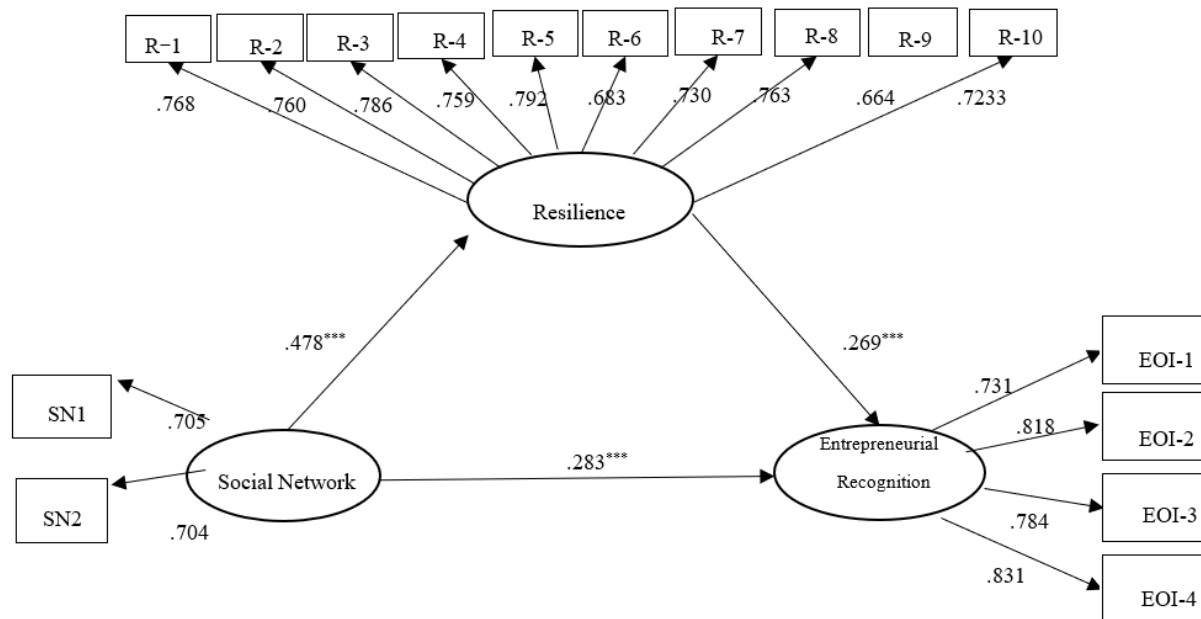 R−1 R-2 R-3 R-4 R-5 R-6 R-7 R-8 R-9 R-10
.768 .760 .786 .759 .792 .683 .730 .763 .664 .7233
Resilience
.478***
.269***
SN1
.705
SN2
.704
Social Network
.283***
Entrepreneurial
Recognition
.731
EOI-1
.818
EOI-2
.784
EOI-3
.831
EOI-4